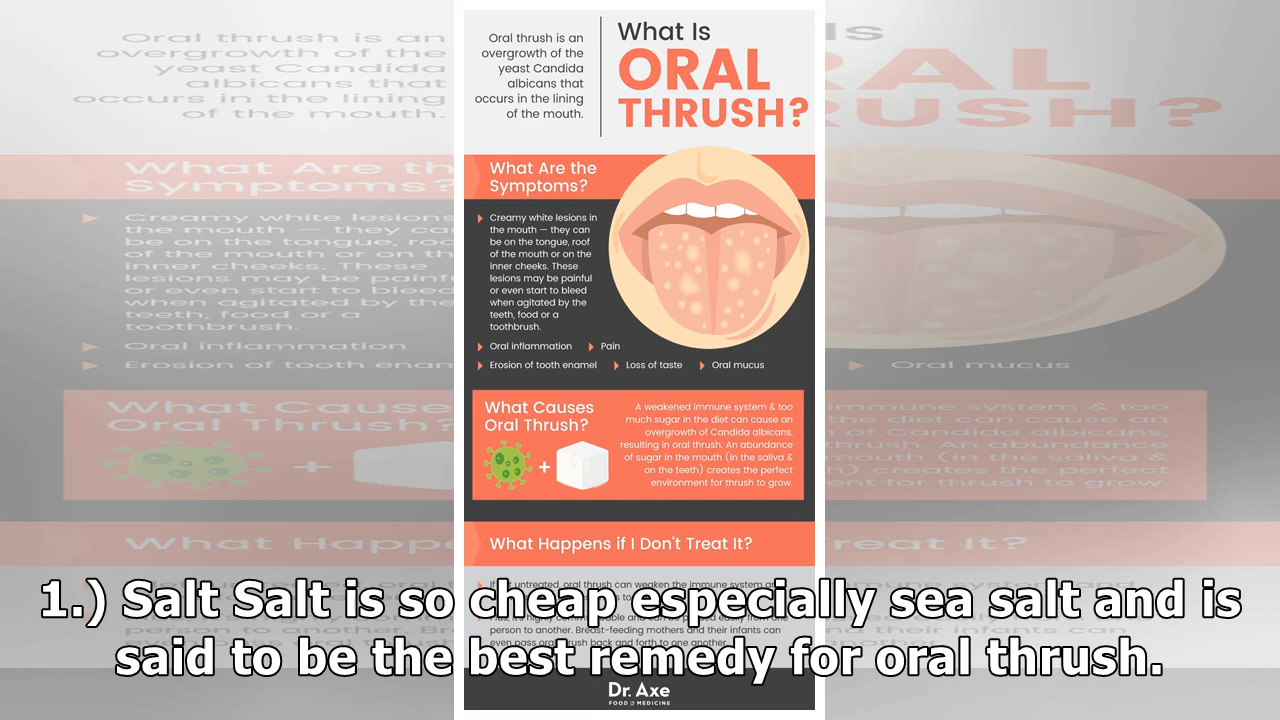 Oral thrush is an
overgrowth of the
yeast Candida
albicans that
occurs in the lining
of the mouth.
What Is
ORAL
THRUSH?
What Are the
Symptoms?
Creamy white lesions in
the mouth — they can
be on the tongue, roof
of the mouth or on the
inner cheeks. These
lesions may be painful
or even start to bleed
when agitated by the
teeth, food or a
toothbrush.
Oral inflammation
Pain
Erosion of tooth enamel
Loss of taste
Oral mucus
What Causes
Oral Thrush?
+
A weakened immune system & too
much sugar in the diet can cause an
overgrowth of Candida albicans,
resulting in oral thrush. An abundance
of sugar in the mouth (in the saliva &
on the teeth) creates the perfect
environment for thrush to grow.
What Happens if I Don't Treat It?
untreated, oral thrush can weaken the immune system
person to another. Breast-feeding mothers and their infants can
1.) Salt Salt is so cheap especially sea salt and is
said to be the best remedy for oral thrush.
Dr. Axe
FOOD IS MEDICINE